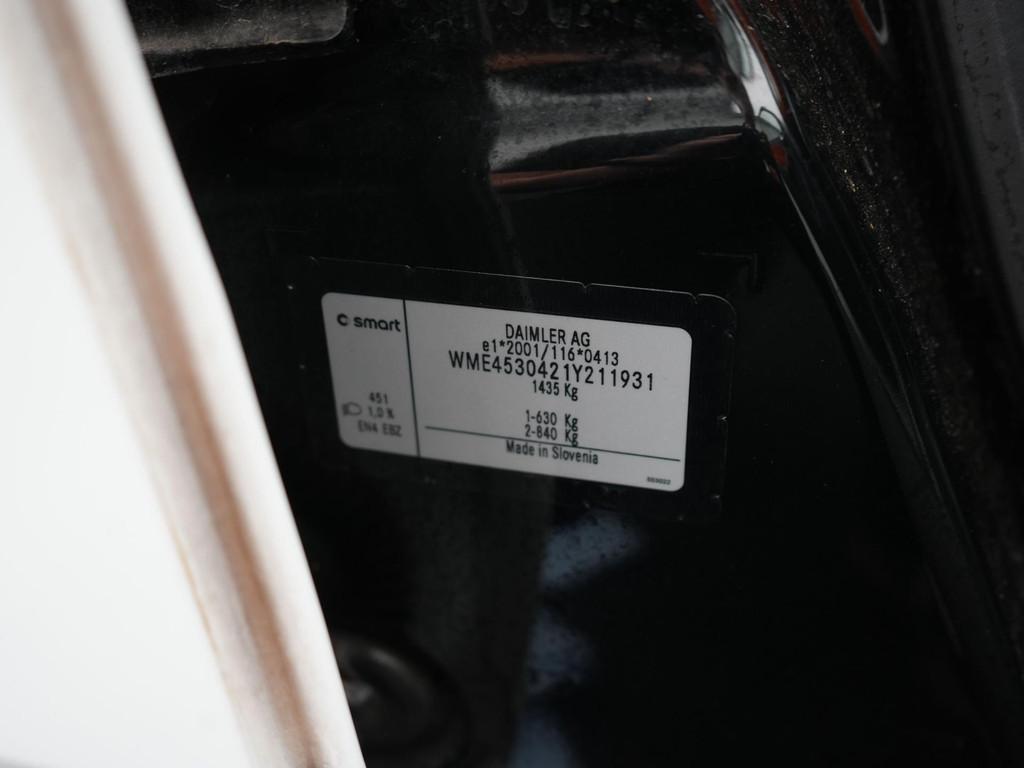 smart
451
1,0 %
EN4 EBZ
DAIMLER AG
e1*2001/116*0413
WME4530421Y211931
1435 Kg
1-630 Kg
2-840 Kg
Made in Slovenia